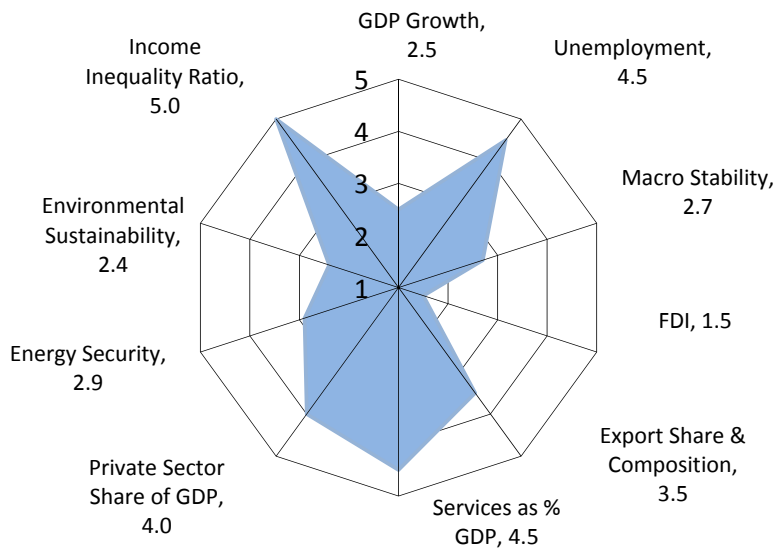 GDP Growth,
2.5
Unemployment,
4.5
Macro Stability,
2.7
FDI, 1.5
Export Share &
Composition,
3.5
Services as %
GDP, 4.5
Private Sector
Share of GDP,
4.0
Energy Security,
2.9
Environmental
Sustainability,
2.4
Income
Inequality Ratio,
5.0
5
4
3
2
1